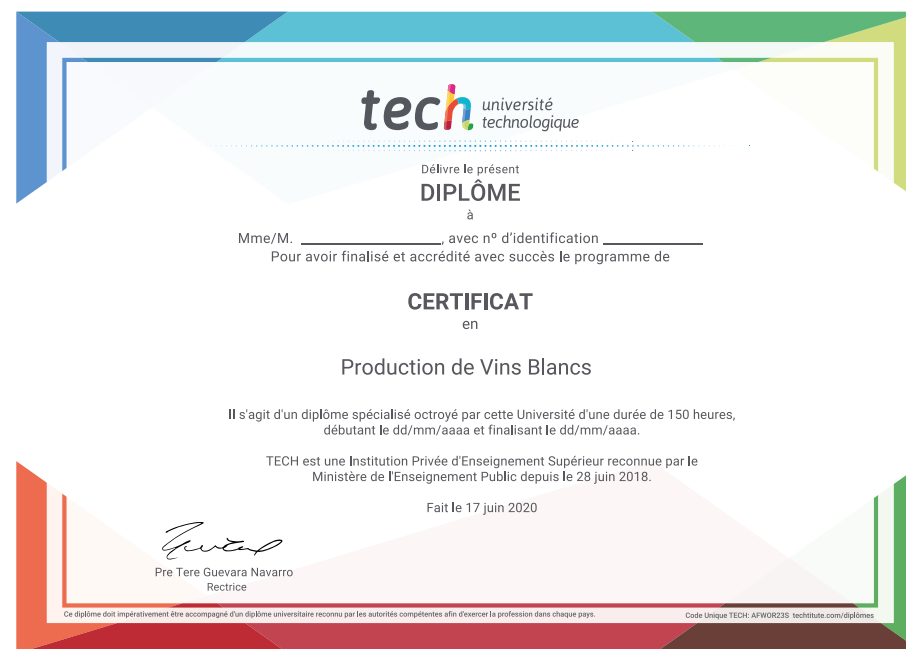 tech université
technologique
Délivre le présent
DIPLÔME
à
Mme/M. ____________________, avec nº d'identification ______________
Pour avoir finalisé et accrédité avec succès le programme de
CERTIFICAT
en
Production de Vins Blancs
Il s'agit d'un diplôme spécialisé octroyé par cette Université d'une durée de 150 heures,
débutant le dd/mm/aaaa et finalisant le dd/mm/aaaa.
TECH est une Institution Privée d'Enseignement Supérieur reconnue par le
Ministère de l'Enseignement Public depuis le 28 juin 2018.
Fait le 17 juin 2020
Pre Tere Guevara Navarro
Rectrice
Ce diplôme doit impérativement être accompagné d'un diplôme universitaire reconnu par les autorités compétentes afin d'exercer la profession dans chaque pays.
Code Unique TECH: AFWOR23S techtitute.com/diplômes